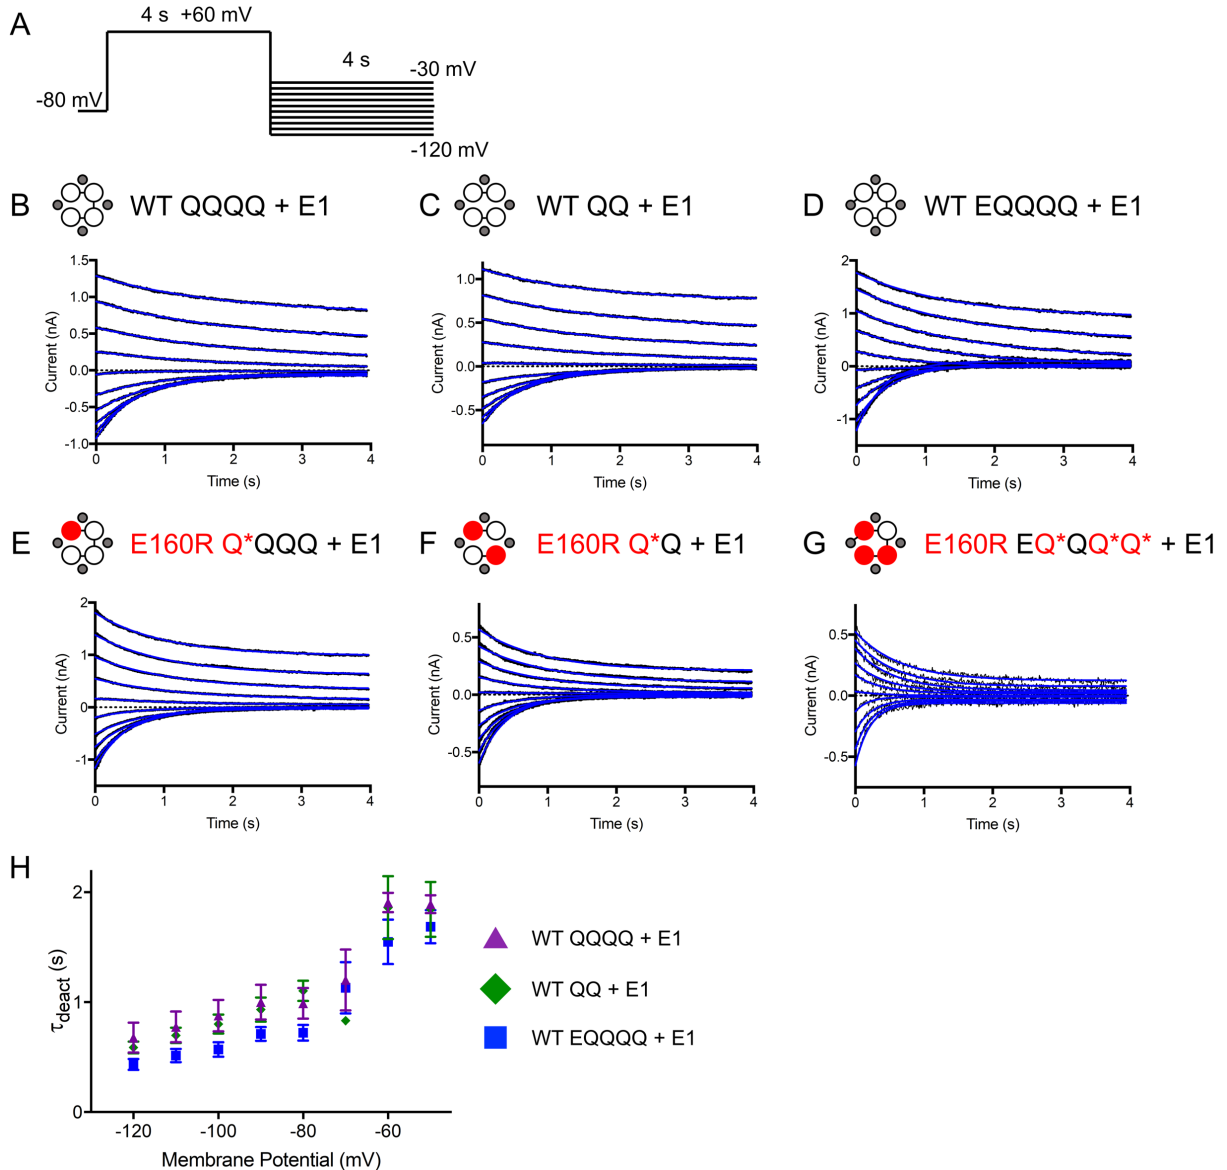 A
4 s +60 mV
4 s
-30 mV
-80 mV
-120 mV
B
WT QQQQ + E1
C
WT QQ + E1
D
WT EQQQQ + E1
Current (nA)
1.5
1.0
0.5
0.0
-0.5
-1.0
0 1 2 3 4
Time (s)
Current (nA)
1.0
0.5
0.0
-0.5
0 1 2 3 4
Time (s)
Current (nA)
2
1
0
-1
0 1 2 3 4
Time (s)
E
E160R Q*QQQ + E1
F
E160R Q*Q + E1
G
E160R EQ*QQ*Q* + E1
Current (nA)
2
1
0
-1
0 1 2 3 4
Time (s)
Current (nA)
0.5
0.0
-0.5
0 1 2 3 4
Time (s)
Current (nA)
0.5
0.0
-0.5
0 1 2 3 4
Time (s)
H
τdeact (s)
2
1
0
-120 -100 -80 -60
Membrane Potential (mV)
WT QQQQ + E1
WT QQ + E1
WT EQQQQ + E1